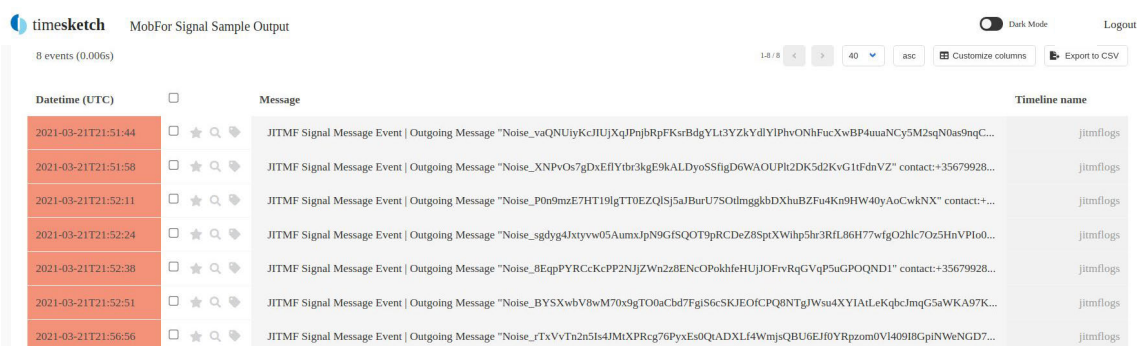 timesketch MobFor Signal Sample Output Dark Mode Logout
8 events (0.006s) 1-8 / 8 < > 40 asc Customize columns Export to CSV
Datetime (UTC) Message Timeline name
2021-03-21T21:51:44 JITMF Signal Message Event | Outgoing Message "Noise_vaQNUiyKcJIUjXqJPnjbRpFKsrBdgYLt3YZkYdlYlPhvONhFucXwBP4uuaNCy5M2sqN0as9nqC... jitmflogs
2021-03-21T21:51:58 JITMF Signal Message Event | Outgoing Message "Noise_XNPvOs7gDxEflYtbr3kgE9kALDyoSSfigD6WAOUPlt2DK5d2KvG1tFdnVZ" contact:+35679928... jitmflogs
2021-03-21T21:52:11 JITMF Signal Message Event | Outgoing Message "Noise_P0n9mzE7HT19lgTT0EZQlSj5aJBurU7SOtlmggkbDXhuBZFu4Kn9HW40yAoCwkNX" contact:+... jitmflogs
2021-03-21T21:52:24 JITMF Signal Message Event | Outgoing Message "Noise_sgdyg4Jxtyvw05AumxJpN9GfSQOT9pRCDeZ8SptXWihp5hr3RfL86H77wfgO2hlc7Oz5HnVPIo0... jitmflogs
2021-03-21T21:52:38 JITMF Signal Message Event | Outgoing Message "Noise_8EqpPYRCcKcPP2NJjZWn2z8ENcOPokhfeHUjJOFrvRqGVqP5uGPOQND1" contact:+35679928... jitmflogs
2021-03-21T21:52:51 JITMF Signal Message Event | Outgoing Message "Noise_BYSXwbV8wM70x9gTO0aCbd7FgiS6cSKJEOfCPQ8NTgJWsu4XYIAtLeKqbcJmqG5aWKA97K... jitmflogs
2021-03-21T21:56:56 JITMF Signal Message Event | Outgoing Message "Noise_rTxVvTn2n5Is4JMtXPRcg76PyxEs0QtADXLf4WmjsQBU6EJf0YRpzom0Vl409I8GpiNWeNGD7... jitmflogs